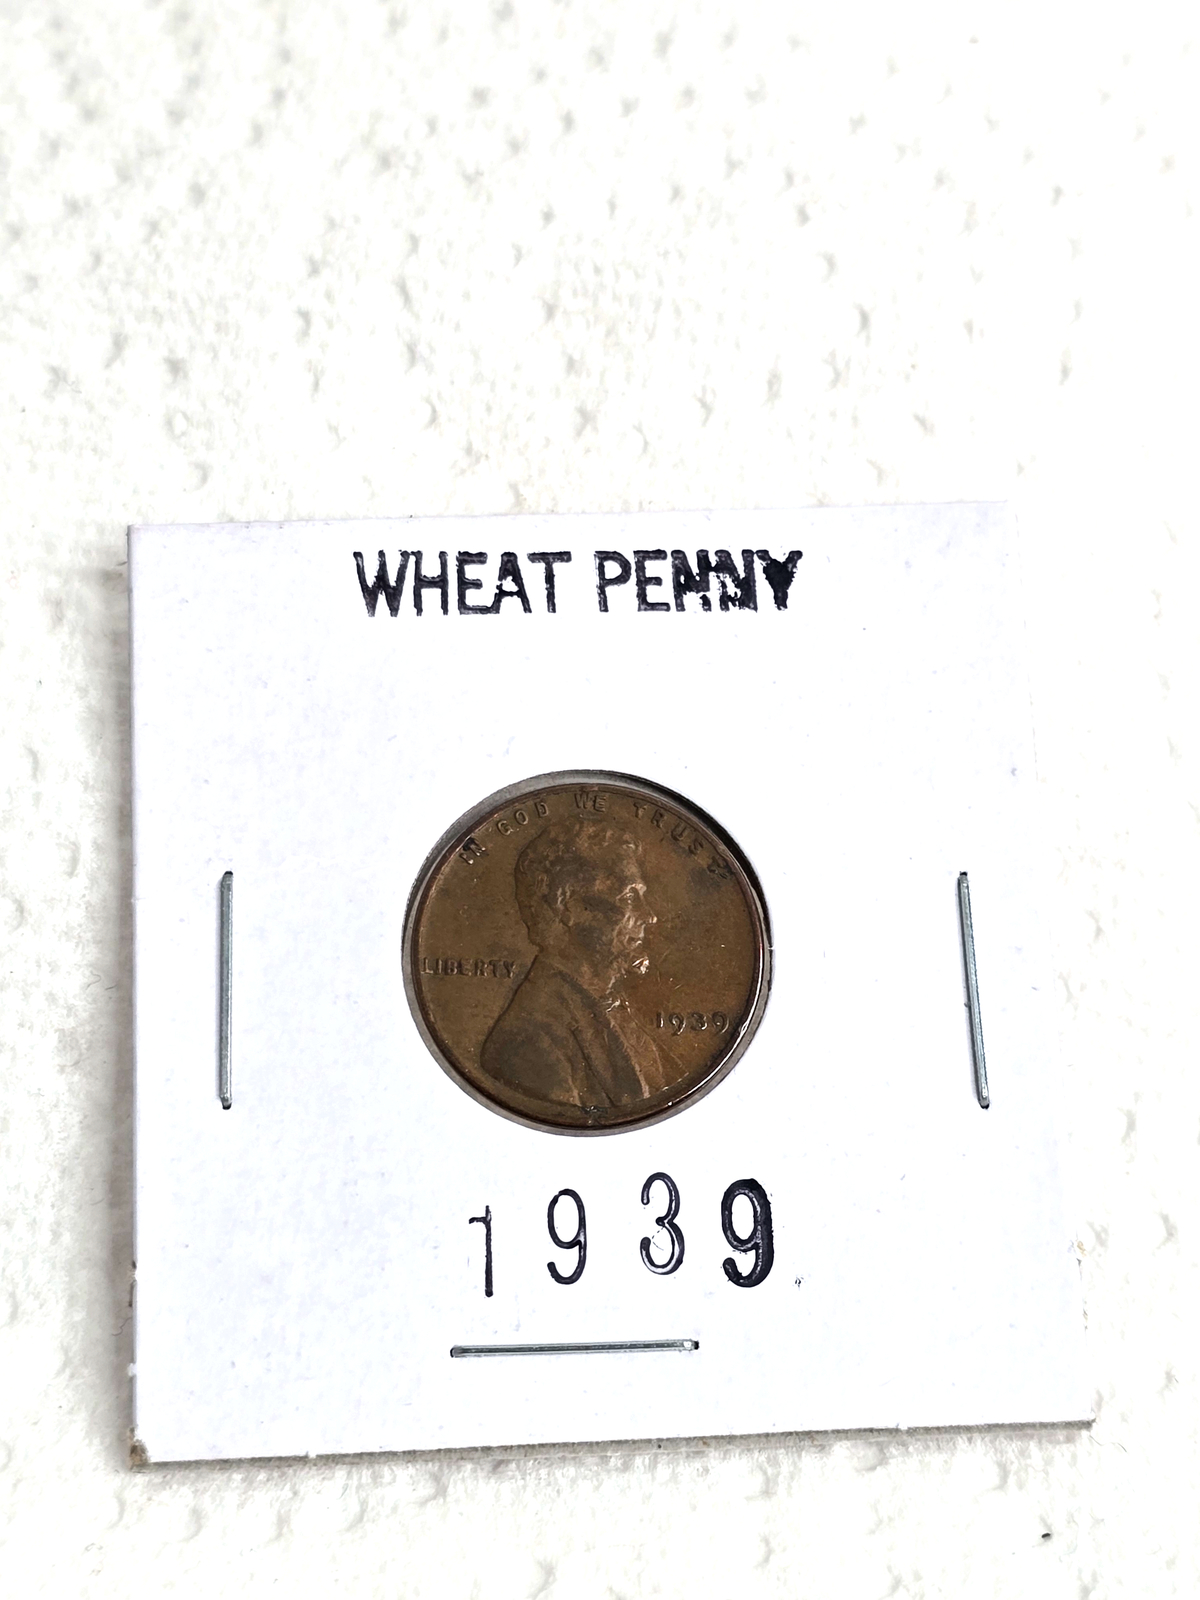 WHEAT PENNY
IN GOD WE TRUST
LIBERTY
1939
1939